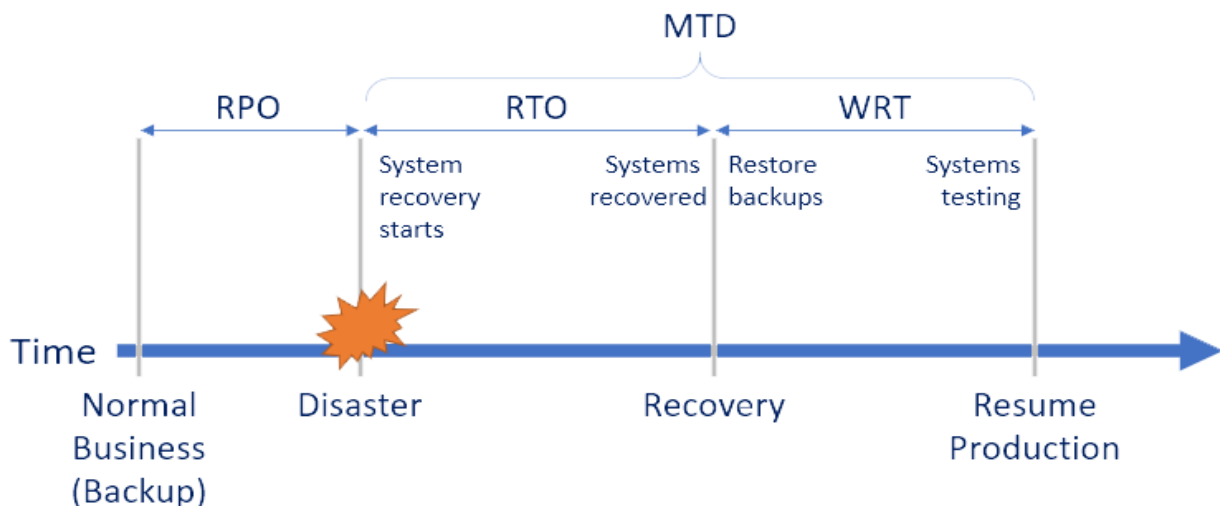 MTD
RPO
RTO
WRT
System
recovery
starts
Systems
recovered
Restore
backups
Systems
testing
Time
Normal
Business
(Backup)
Disaster
Recovery
Resume
Production